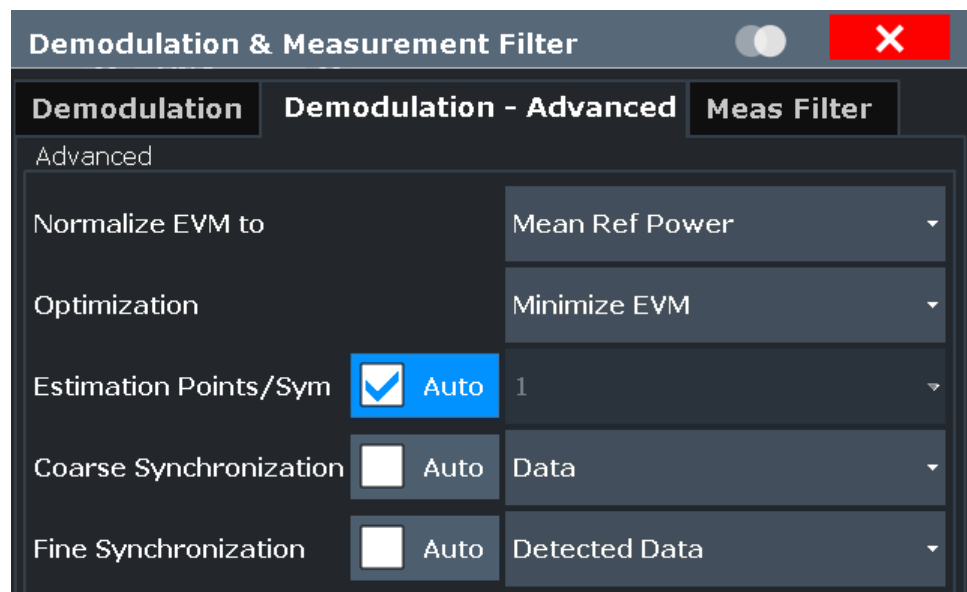 Demodulation & Measurement Filter
Demodulation Demodulation - Advanced Meas Filter
Advanced
Normalize EVM to Mean Ref Power
Optimization Minimize EVM
Estimation Points/Sym Auto 1
Coarse Synchronization Auto Data
Fine Synchronization Auto Detected Data